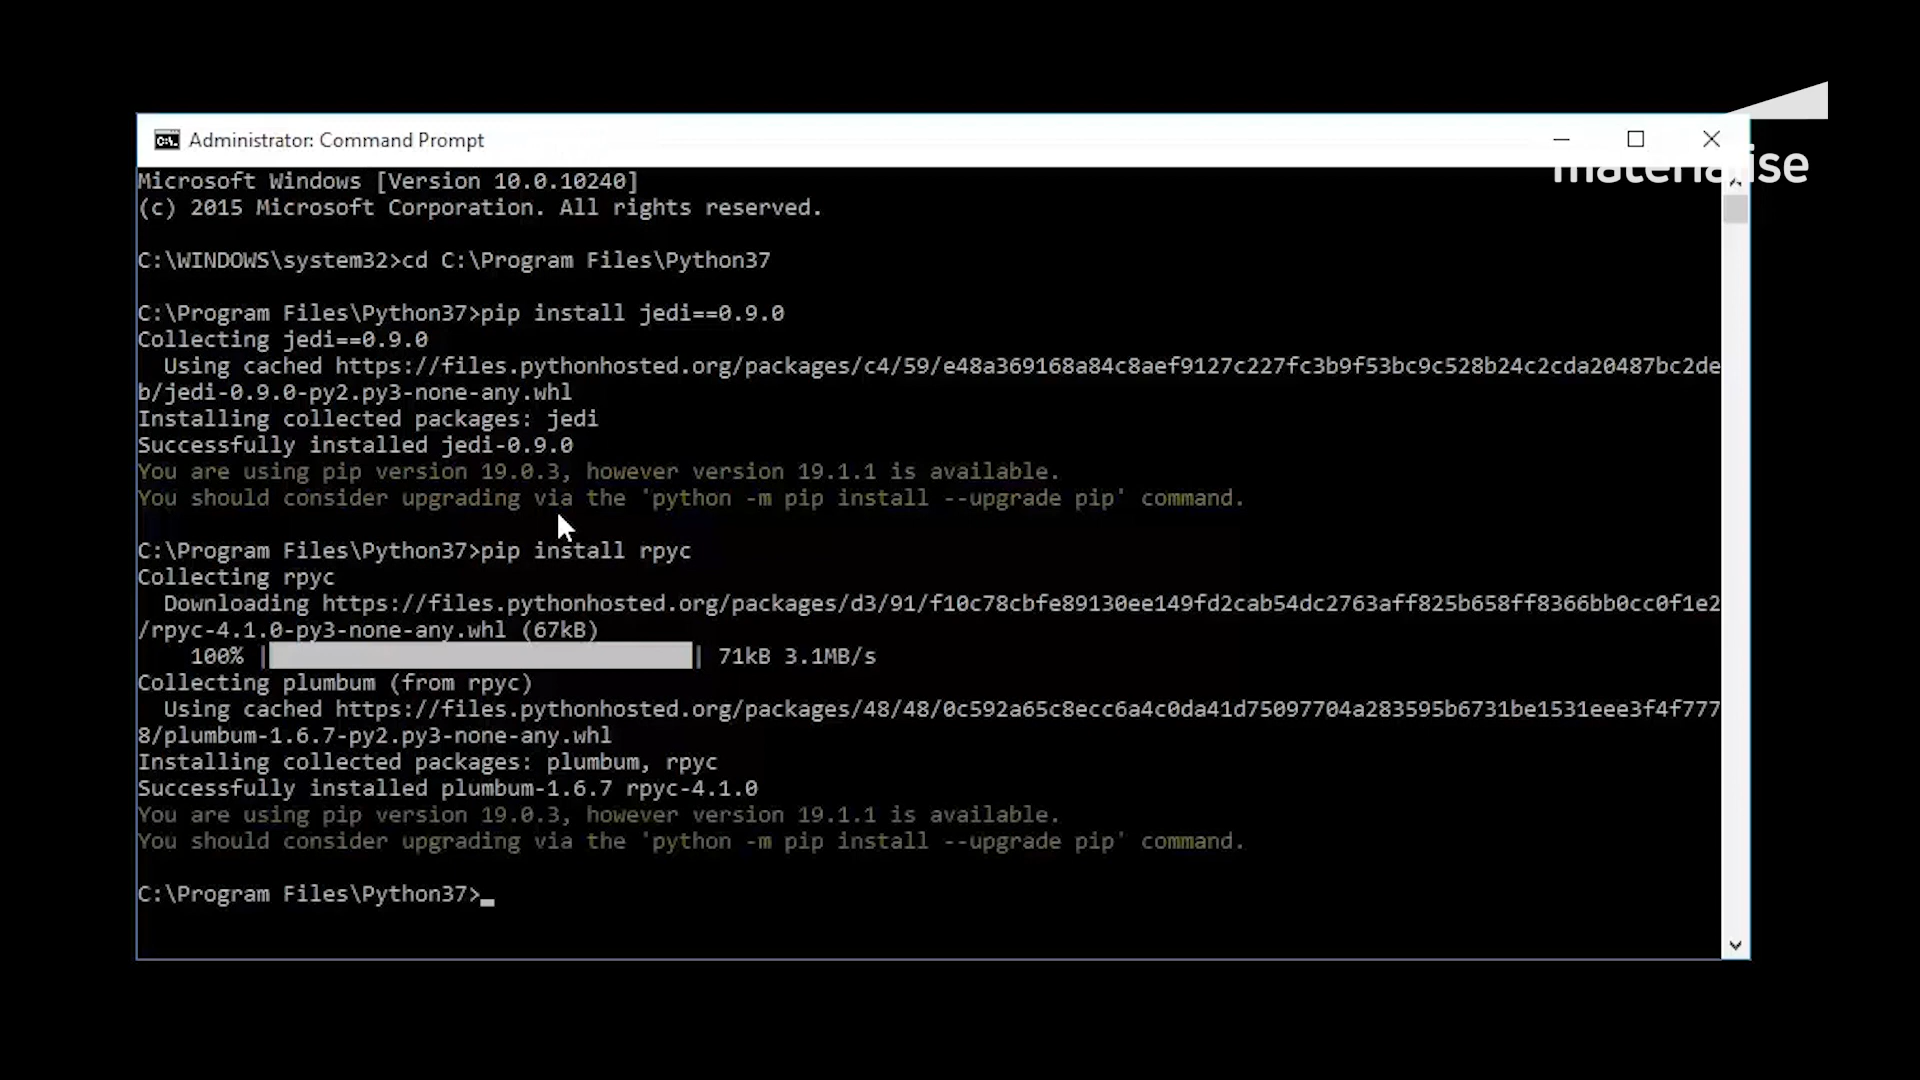 Administrator: Command Prompt
materialise
Microsoft Windows [Version 10.0.10240]
(c) 2015 Microsoft Corporation. All rights reserved.
C:\WINDOWS\system32>cd C:\Program Files\Python37
C:\Program Files\Python37>pip install jedi==0.9.0
Collecting jedi==0.9.0
Using cached https://files.pythonhosted.org/packages/c4/59/e48a369168a84c8aef9127c227fc3b9f53bc9c528b24c2cda20487bc2de
b/jedi-0.9.0-py2.py3-none-any.whl
Installing collected packages: jedi
Successfully installed jedi-0.9.0
You are using pip version 19.0.3, however version 19.1.1 is available.
You should consider upgrading via the 'python -m pip install --upgrade pip' command.
C:\Program Files\Python37>pip install rpyc
Collecting rpyc
Downloading https://files.pythonhosted.org/packages/d3/91/f10c78cbfe89130ee149fd2cab54dc2763aff825b658ff8366bb0cc0f1e2
/rpyc-4.1.0-py3-none-any.whl (67kB)
100% | | 71kB 3.1MB/s
Collecting plumbum (from rpyc)
Using cached https://files.pythonhosted.org/packages/48/48/0c592a65c8ecc6a4c0da41d75097704a283595b6731be1531eee3f4f777
8/plumbum-1.6.7-py2.py3-none-any.whl
Installing collected packages: plumbum, rpyc
Successfully installed plumbum-1.6.7 rpyc-4.1.0
You are using pip version 19.0.3, however version 19.1.1 is available.
You should consider upgrading via the 'python -m pip install --upgrade pip' command.
C:\Program Files\Python37>_